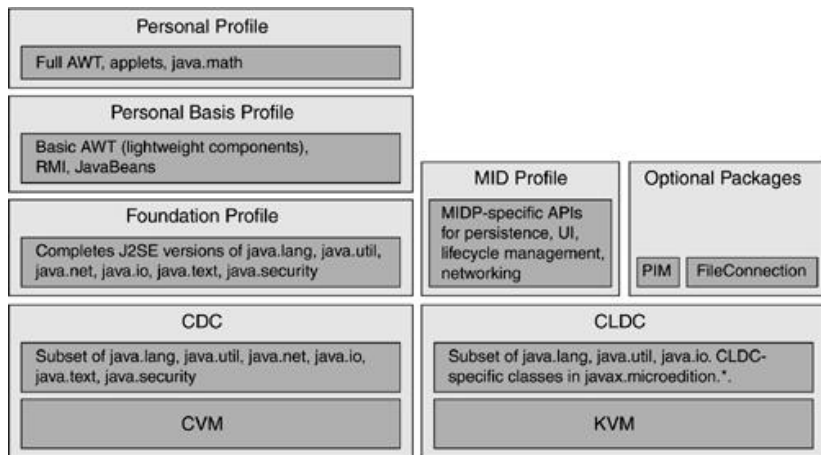 Personal Profile
Full AWT, applets, java.math
Personal Basis Profile
Basic AWT (lightweight components),
RMI, JavaBeans
Foundation Profile
Completes J2SE versions of java.lang, java.util,
java.net, java.io, java.text, java.security
MID Profile
MIDP-specific APIs
for persistence, UI,
lifecycle management,
networking
Optional Packages
PIM
FileConnection
CDC
Subset of java.lang, java.util, java.net, java.io,
java.text, java.security
CVM
CLDC
Subset of java.lang, java.util, java.io. CLDC-
specific classes in javax.microedition.*.
KVM